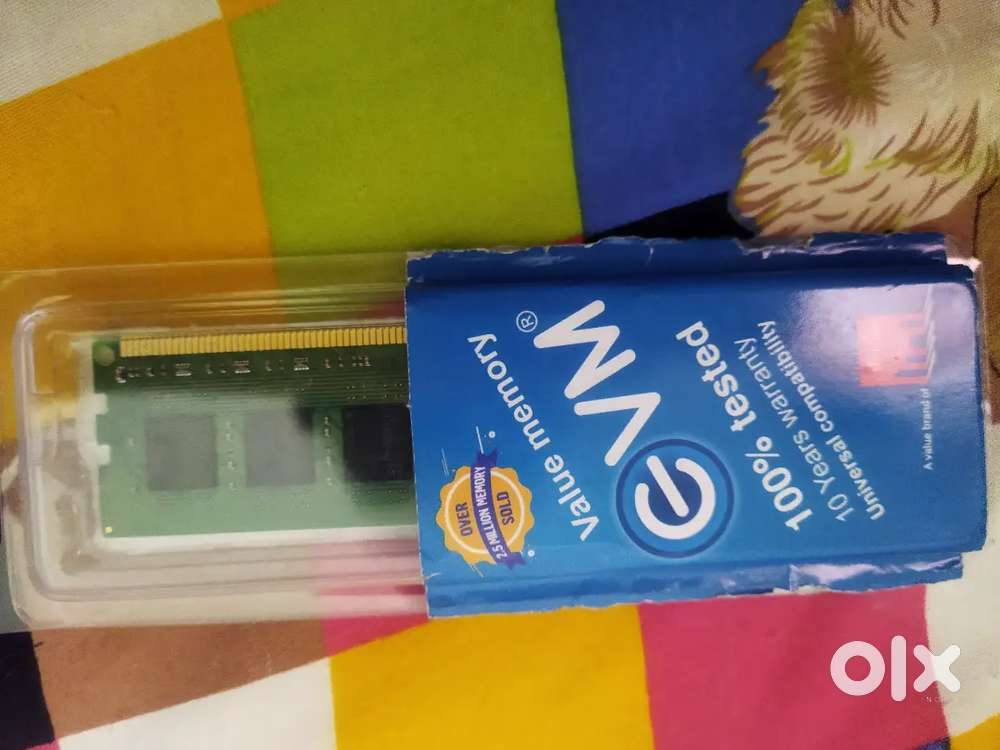 Value memory
eVM®
100% tested
10 Years warranty
Universal compatibility
A value brand of
OVER
2.5 MILLION MEMORY
SOLD
olx